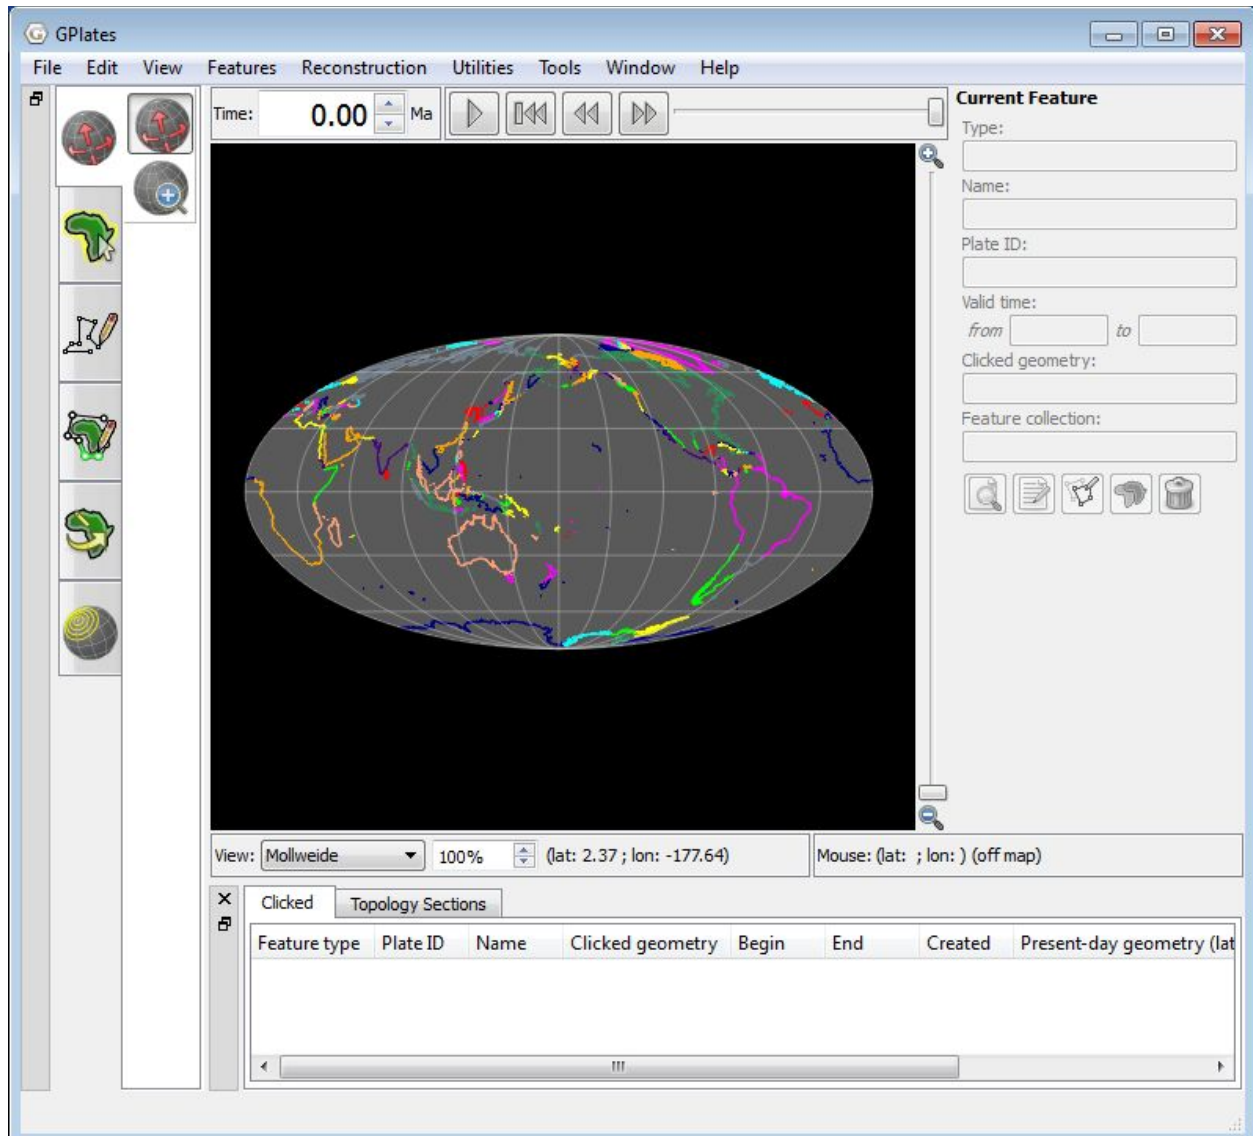 GPlates
File Edit View Features Reconstruction Utilities Tools Window Help
Time: 0.00 Ma
Current Feature
Type:
Name:
Plate ID:
Valid time:
from to
Clicked geometry:
Feature collection:
View: Mollweide 100% (lat: 2.37 ; lon: -177.64) Mouse: (lat: ; lon: ) (off map)
Clicked Topology Sections
Feature type Plate ID Name Clicked geometry Begin End Created Present-day geometry (lat